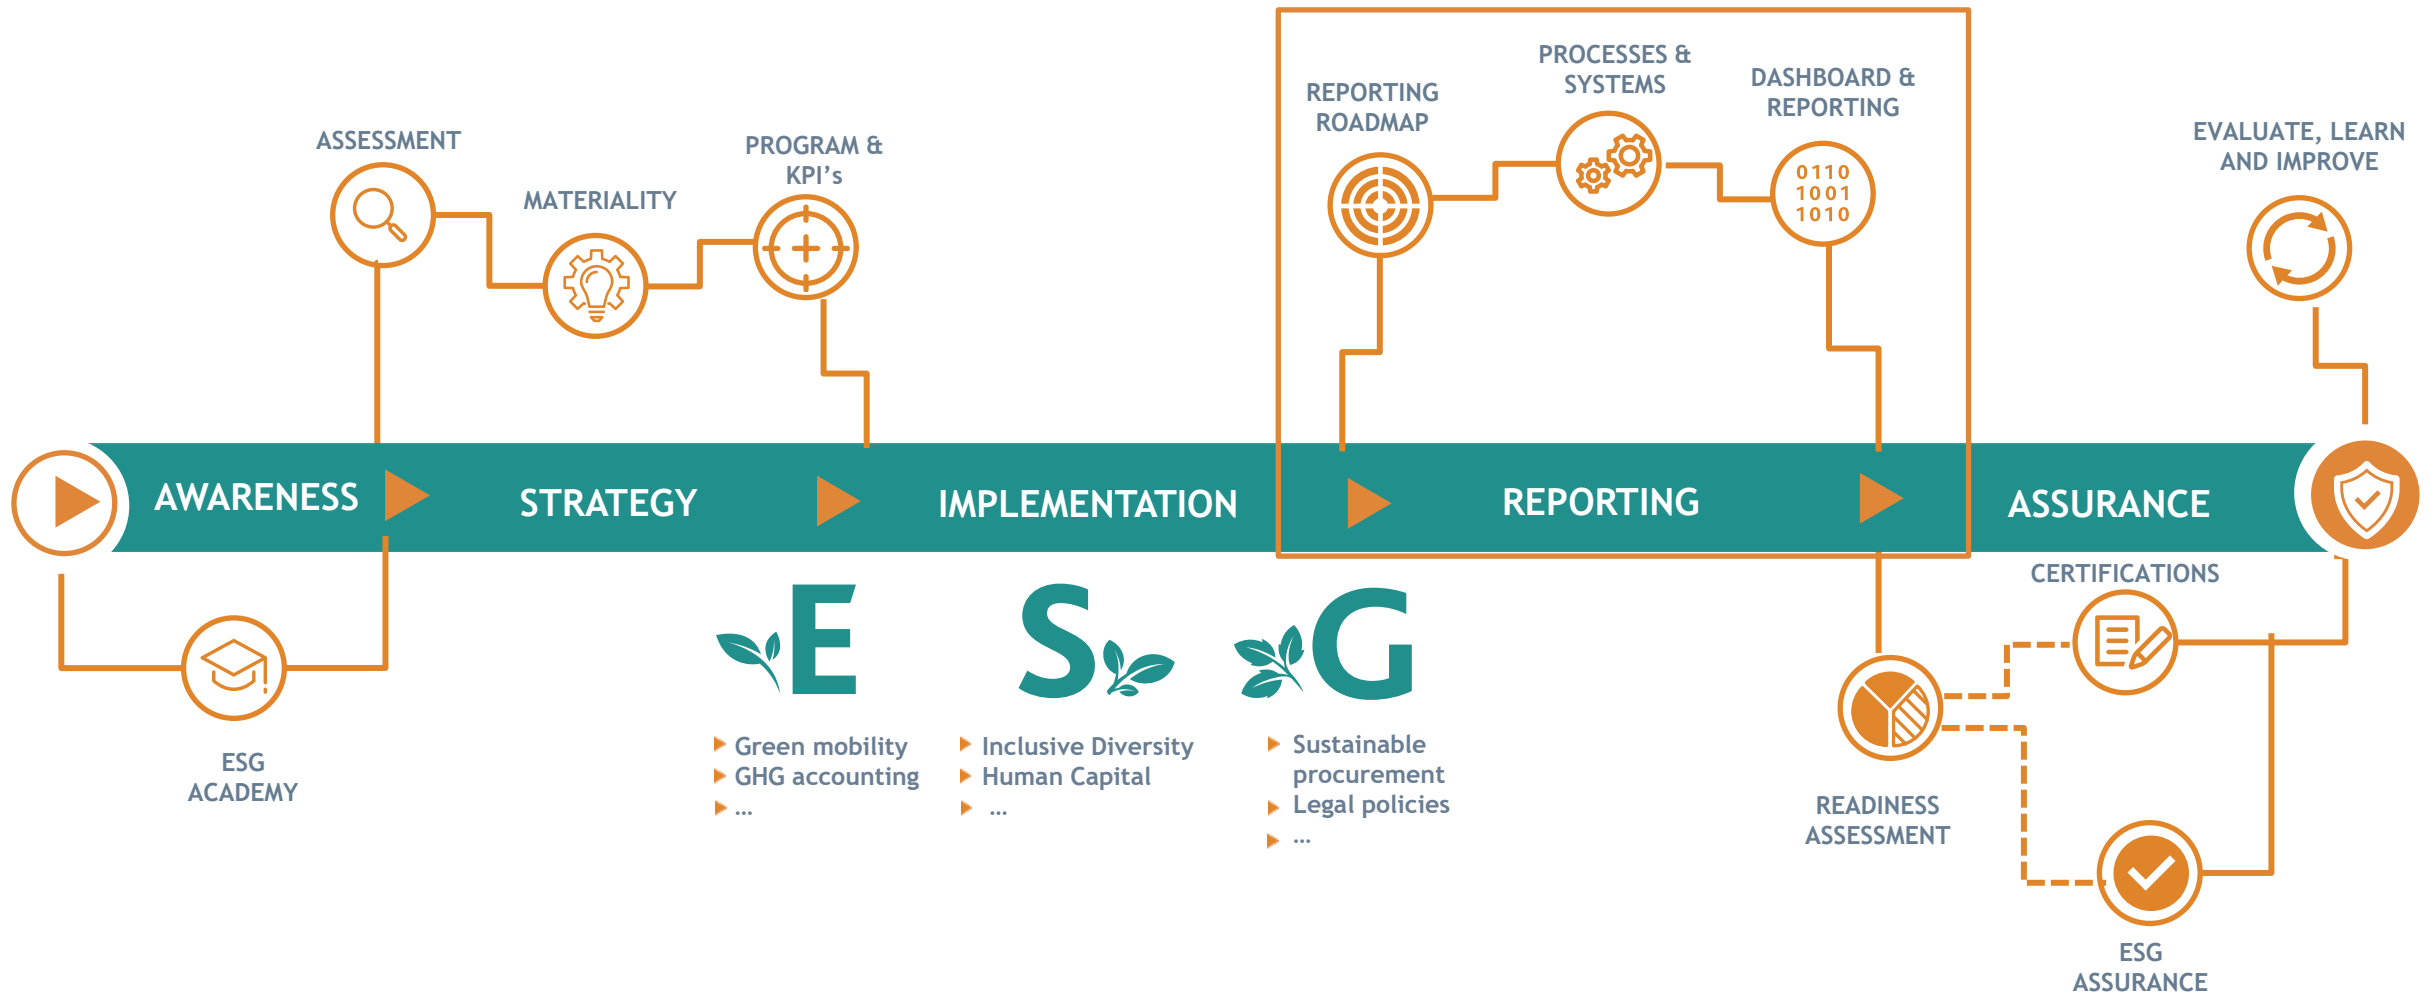 ASSESSMENT
MATERIALITY
PROGRAM &
KPI's
REPORTING
ROADMAP
PROCESSES &
SYSTEMS
DASHBOARD &
REPORTING
0110
1001
1010
EVALUATE, LEARN
AND IMPROVE
AWARENESS
STRATEGY
IMPLEMENTATION
REPORTING
ASSURANCE
ESG
ACADEMY
E
Green mobility
GHG accounting
...
S
Inclusive Diversity
Human Capital
...
G
Sustainable
procurement
Legal policies
...
READINESS
ASSESSMENT
CERTIFICATIONS
ESG
ASSURANCE